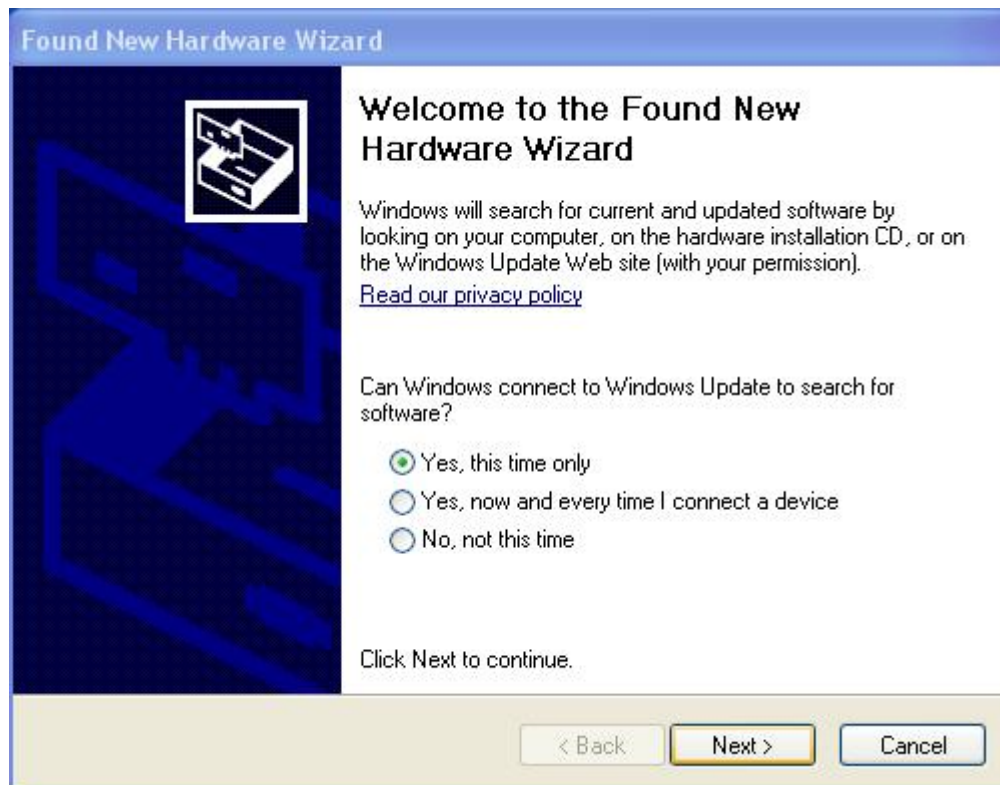 Found New Hardware Wizard
Welcome to the Found New
Hardware Wizard
Windows will search for current and updated software by
looking on your computer, on the hardware installation CD, or on
the Windows Update Web site (with your permission).
Read our privacy policy
Can Windows connect to Windows Update to search for
software?
Yes, this time only
Yes, now and every time I connect a device
No, not this time
Click Next to continue.
< Back Next > Cancel